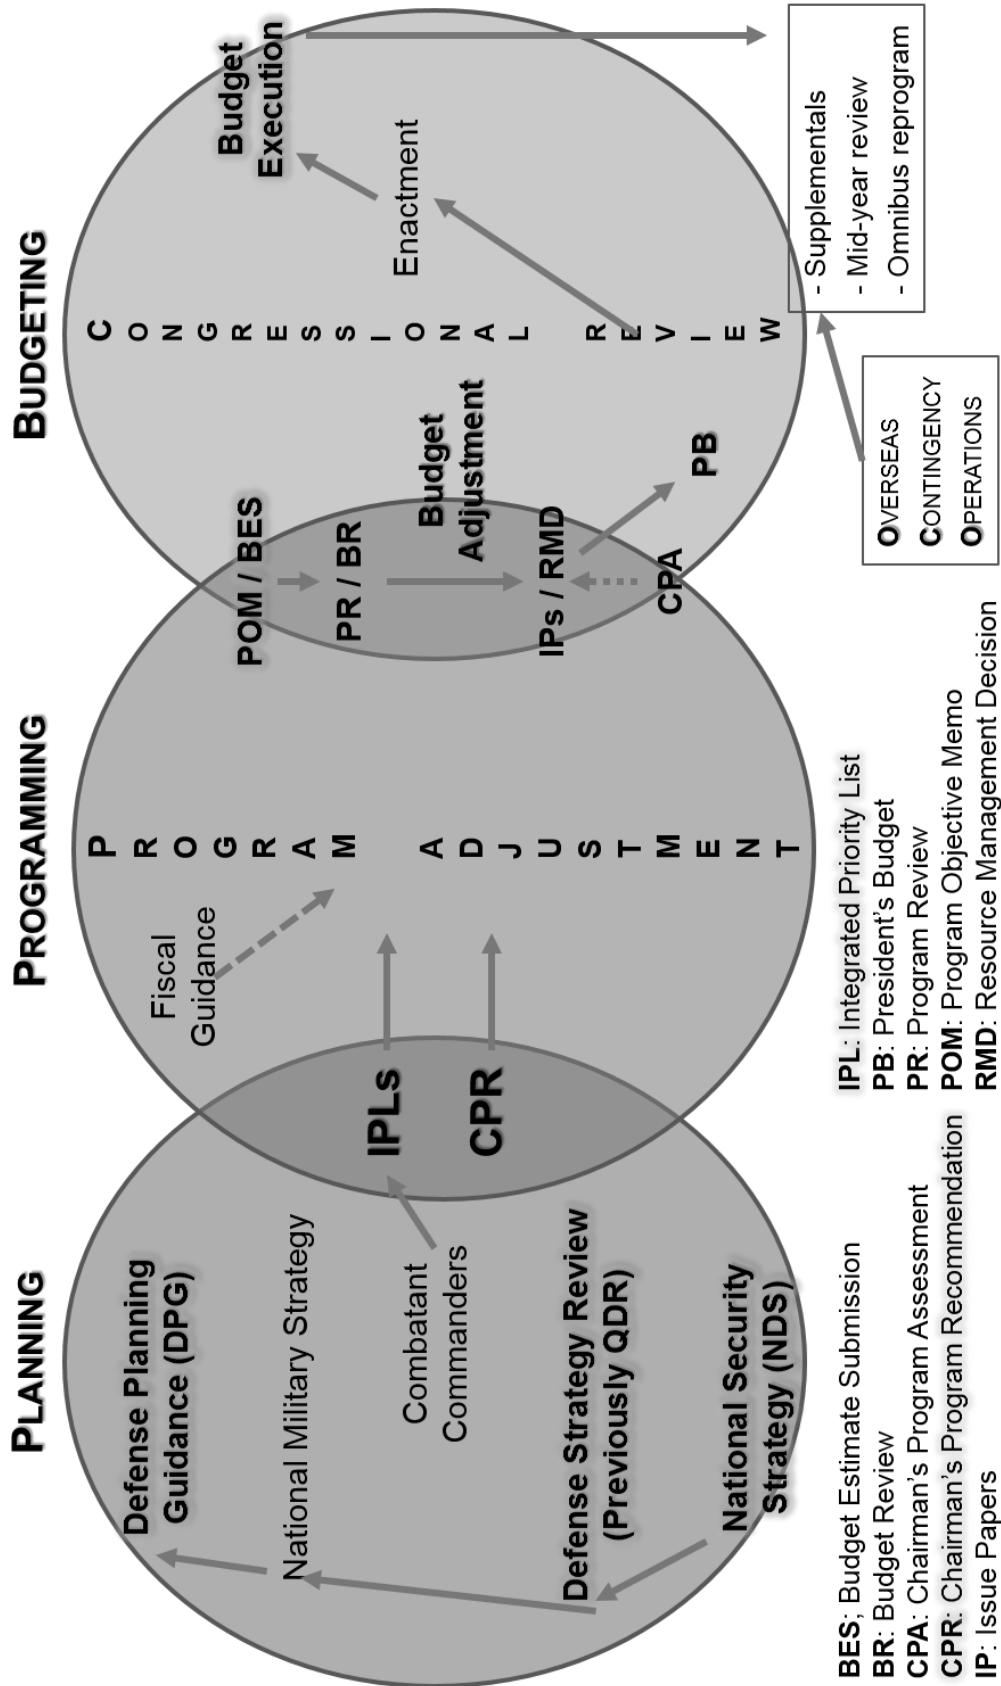 PLANNING
Defense Planning
Guidance (DPG)
National Military Strategy
Combatant
Commanders
Defense Strategy Review
(Previously QDR)
National Security
Strategy (NDS)
IPLs
CPR
PROGRAMMING
Fiscal
Guidance
PROGRAM ADJUSTMENT
POM / BES
PR / BR
IPs / RMD
CPA
BUDGETING
Budget
Adjustment
PB
CONGRESSIONAL REVIEW
Enactment
Budget
Execution
- Supplementals
- Mid-year review
- Omnibus reprogram
OVERSEAS
CONTINGENCY
OPERATIONS
BES; Budget Estimate Submission
BR: Budget Review
CPA: Chairman's Program Assessment
CPR: Chairman's Program Recommendation
IP: Issue Papers
IPL: Integrated Priority List
PB: President's Budget
PR: Program Review
POM: Program Objective Memo
RMD: Resource Management Decision